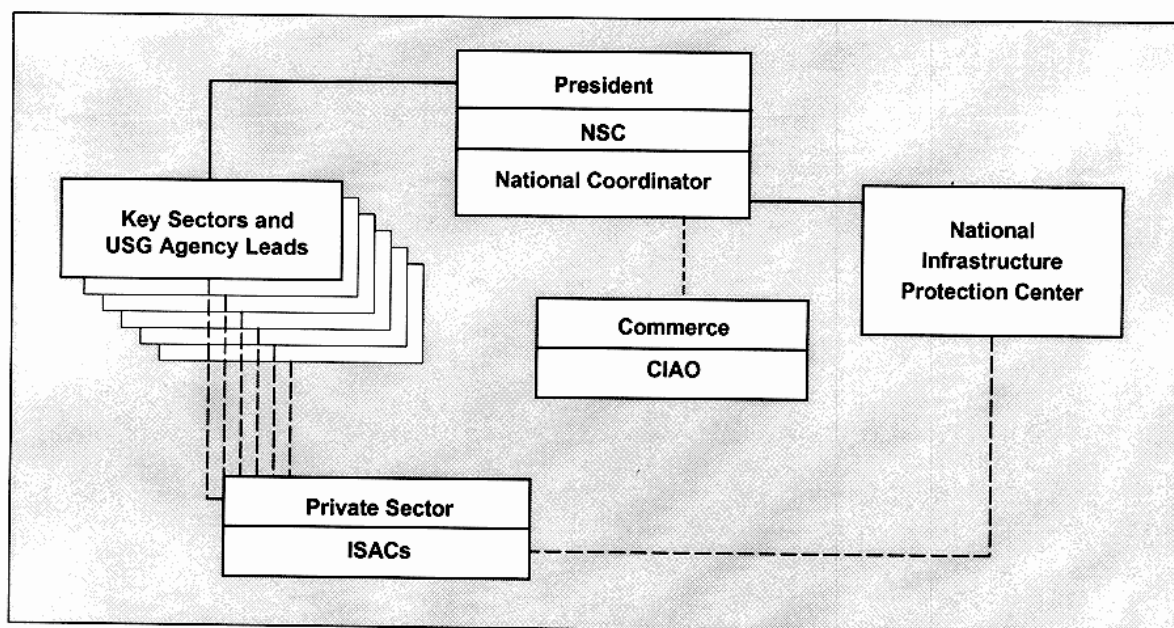 President
NSC
National Coordinator
Key Sectors and
USG Agency Leads
National
Infrastructure
Protection Center
Commerce
CIAO
Private Sector
ISACs